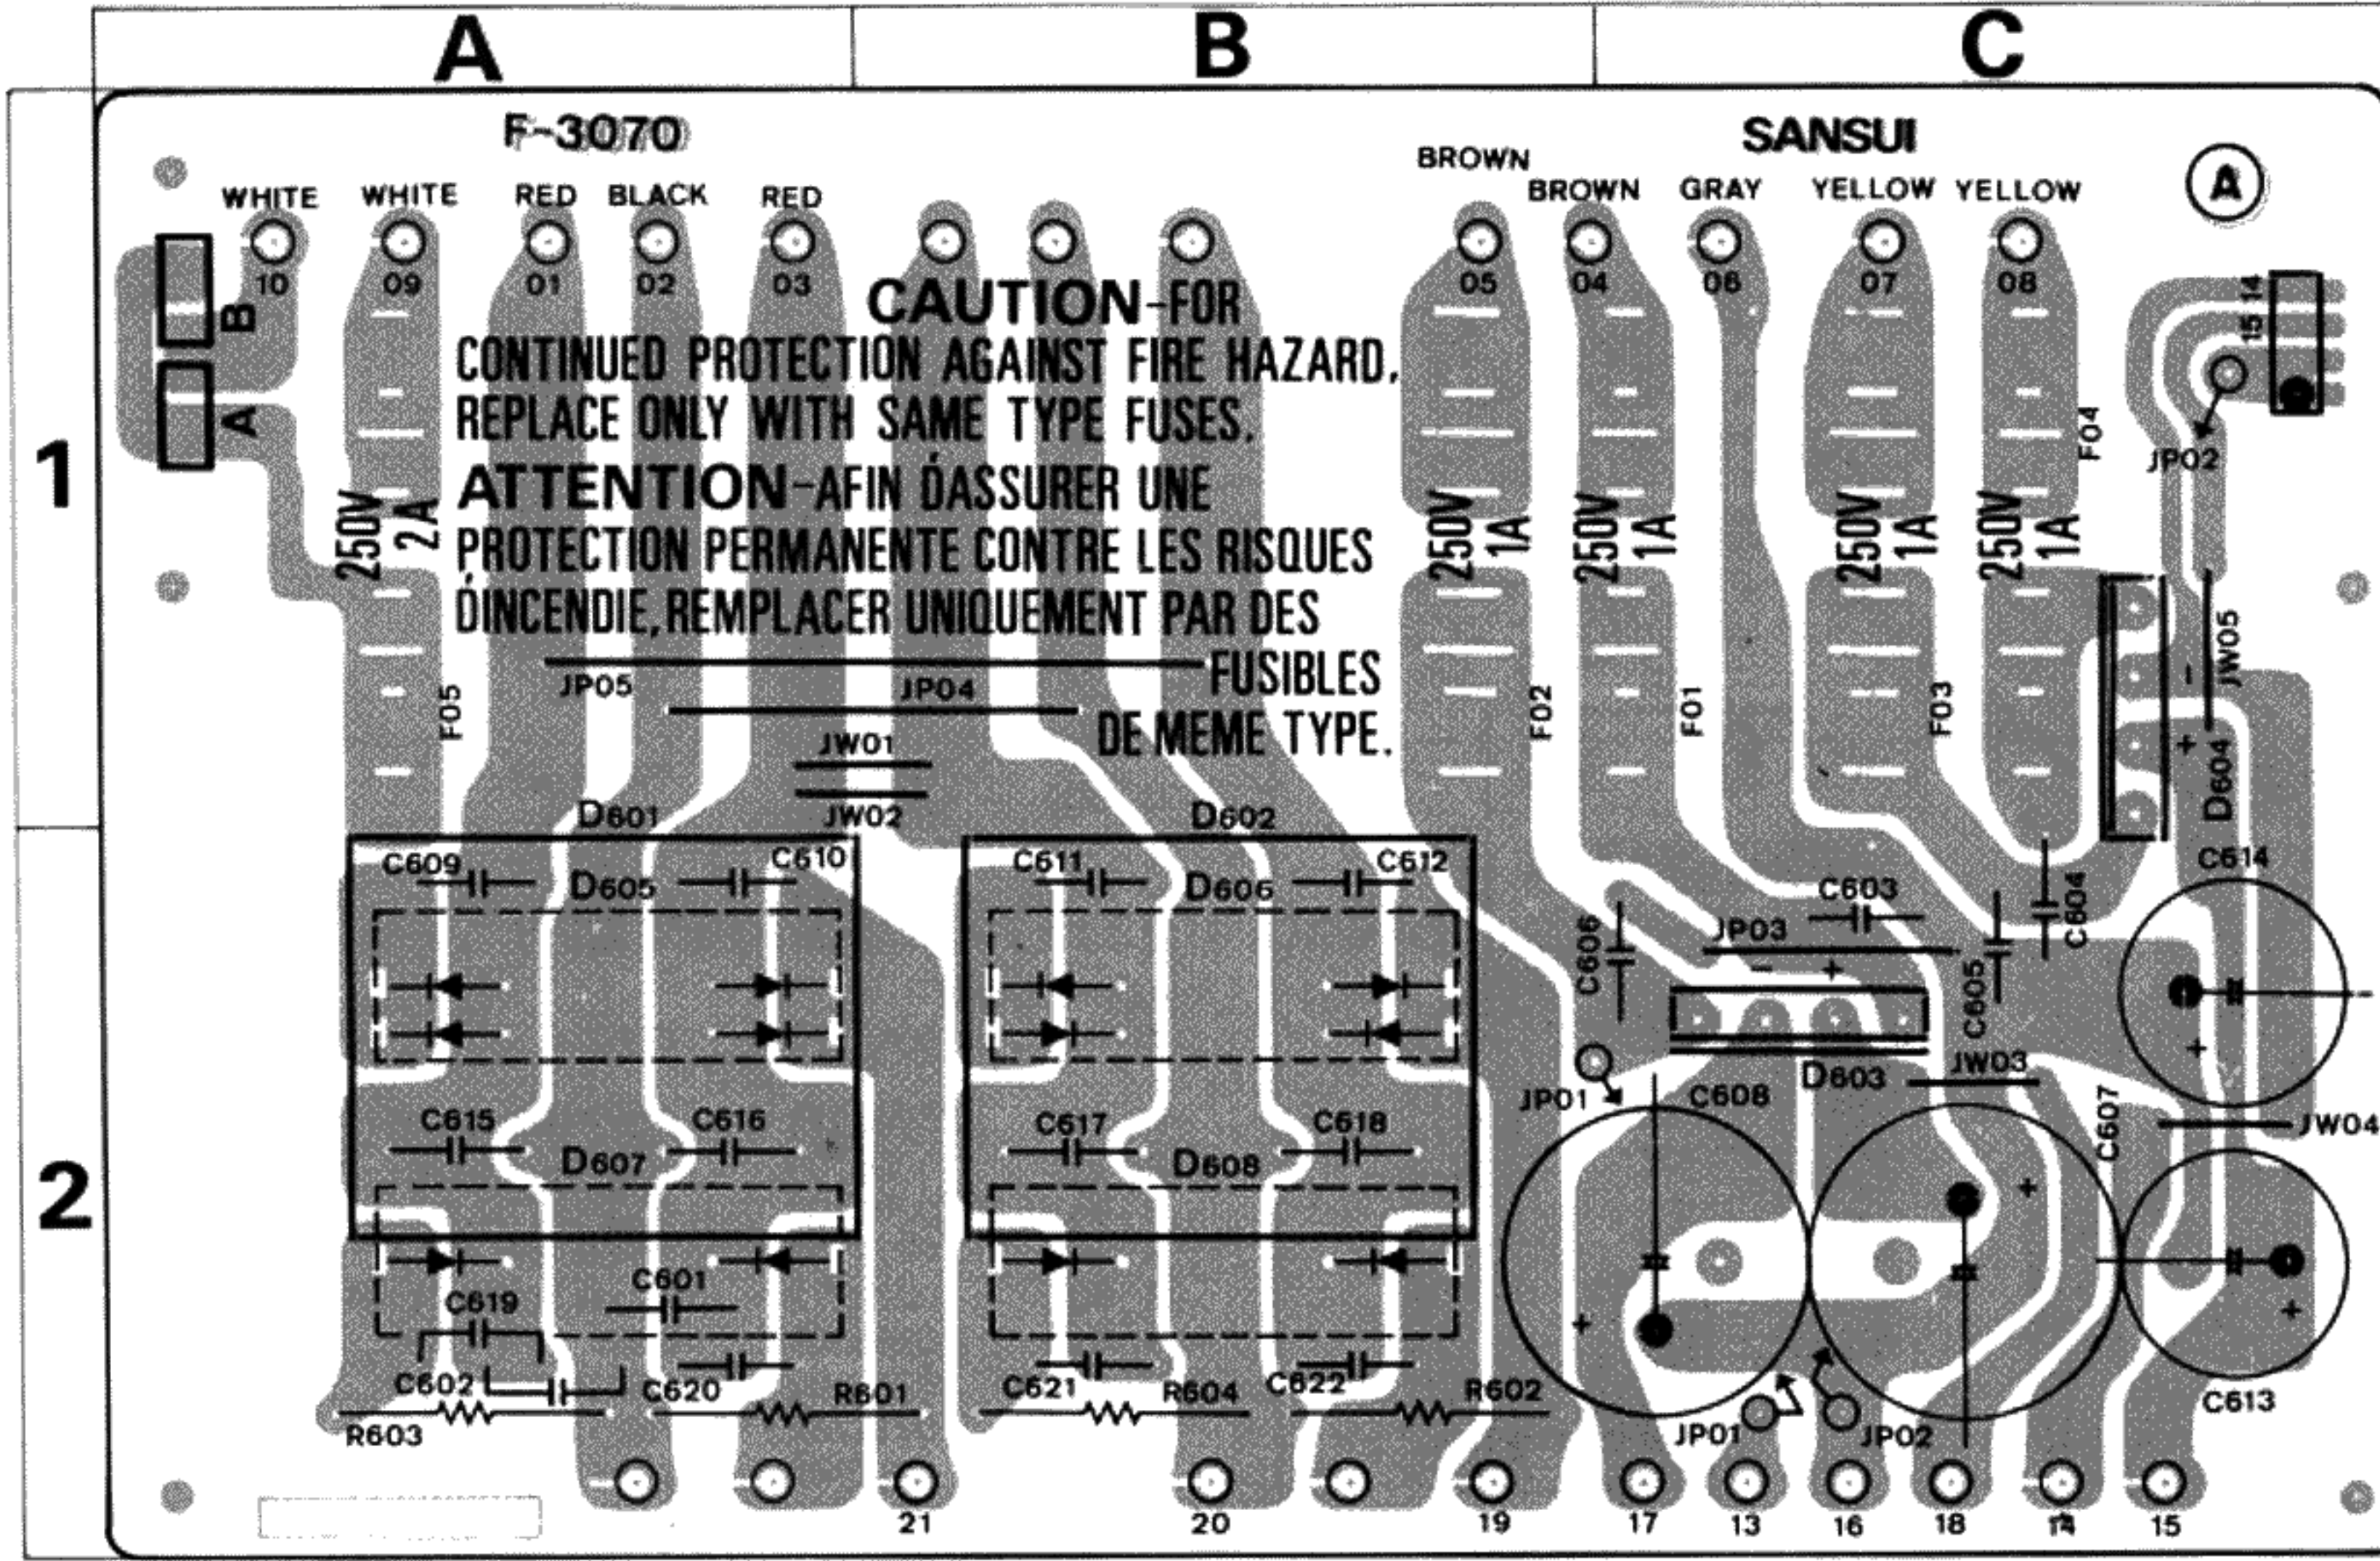 A B C
F-3070 SANSUI
BROWN
WHITE WHITE RED BLACK RED BROWN GRAY YELLOW YELLOW A
10 09 01 02 03 05 04 06 07 08
14
15
B
A
CAUTION-FOR
CONTINUED PROTECTION AGAINST FIRE HAZARD,
REPLACE ONLY WITH SAME TYPE FUSES.
ATTENTION-AFIN D́ASSURER UNE
PROTECTION PERMANENTE CONTRE LES RISQUES
D́INCENDIE, REMPLACER UNIQUEMENT PAR DES
FUSIBLES
DE MEME TYPE.
1
F04
JP02
250V 2A
250V 1A
250V 1A
250V 1A
250V 1A
JP05 JP04
F05
F02
F01
F03
- JW05
+ D604
JW01
JW02
D601 D602
C609 D605 C610 C611 D606 C612 C603 C604 C614
C606 JP03 C605
- +
+
JP01 C608 D603 JW03 C607
C615 D607 C616 C617 D608 C618 JW04
2
+
C601
C619
+ +
C602 C620 R601 C621 R604 C622 R602 C613
R603 JP01 JP02
21 20 19 17 13 16 18 14 15